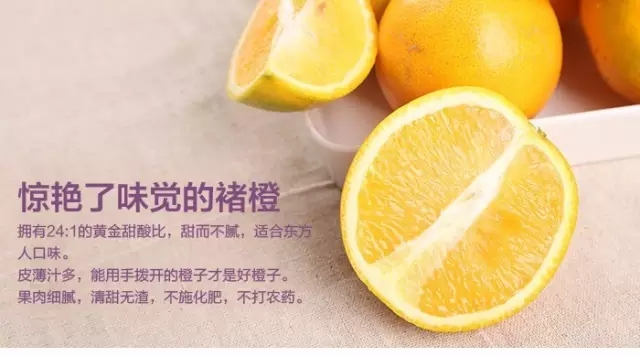 惊艳了味觉的褚橙
拥有24:1的黄金甜酸比，甜而不腻，适合东方
人口味。
皮薄汁多，能用手拨开的橙子才是好橙子。
果肉细腻，清甜无渣，不施化肥，不打农药。